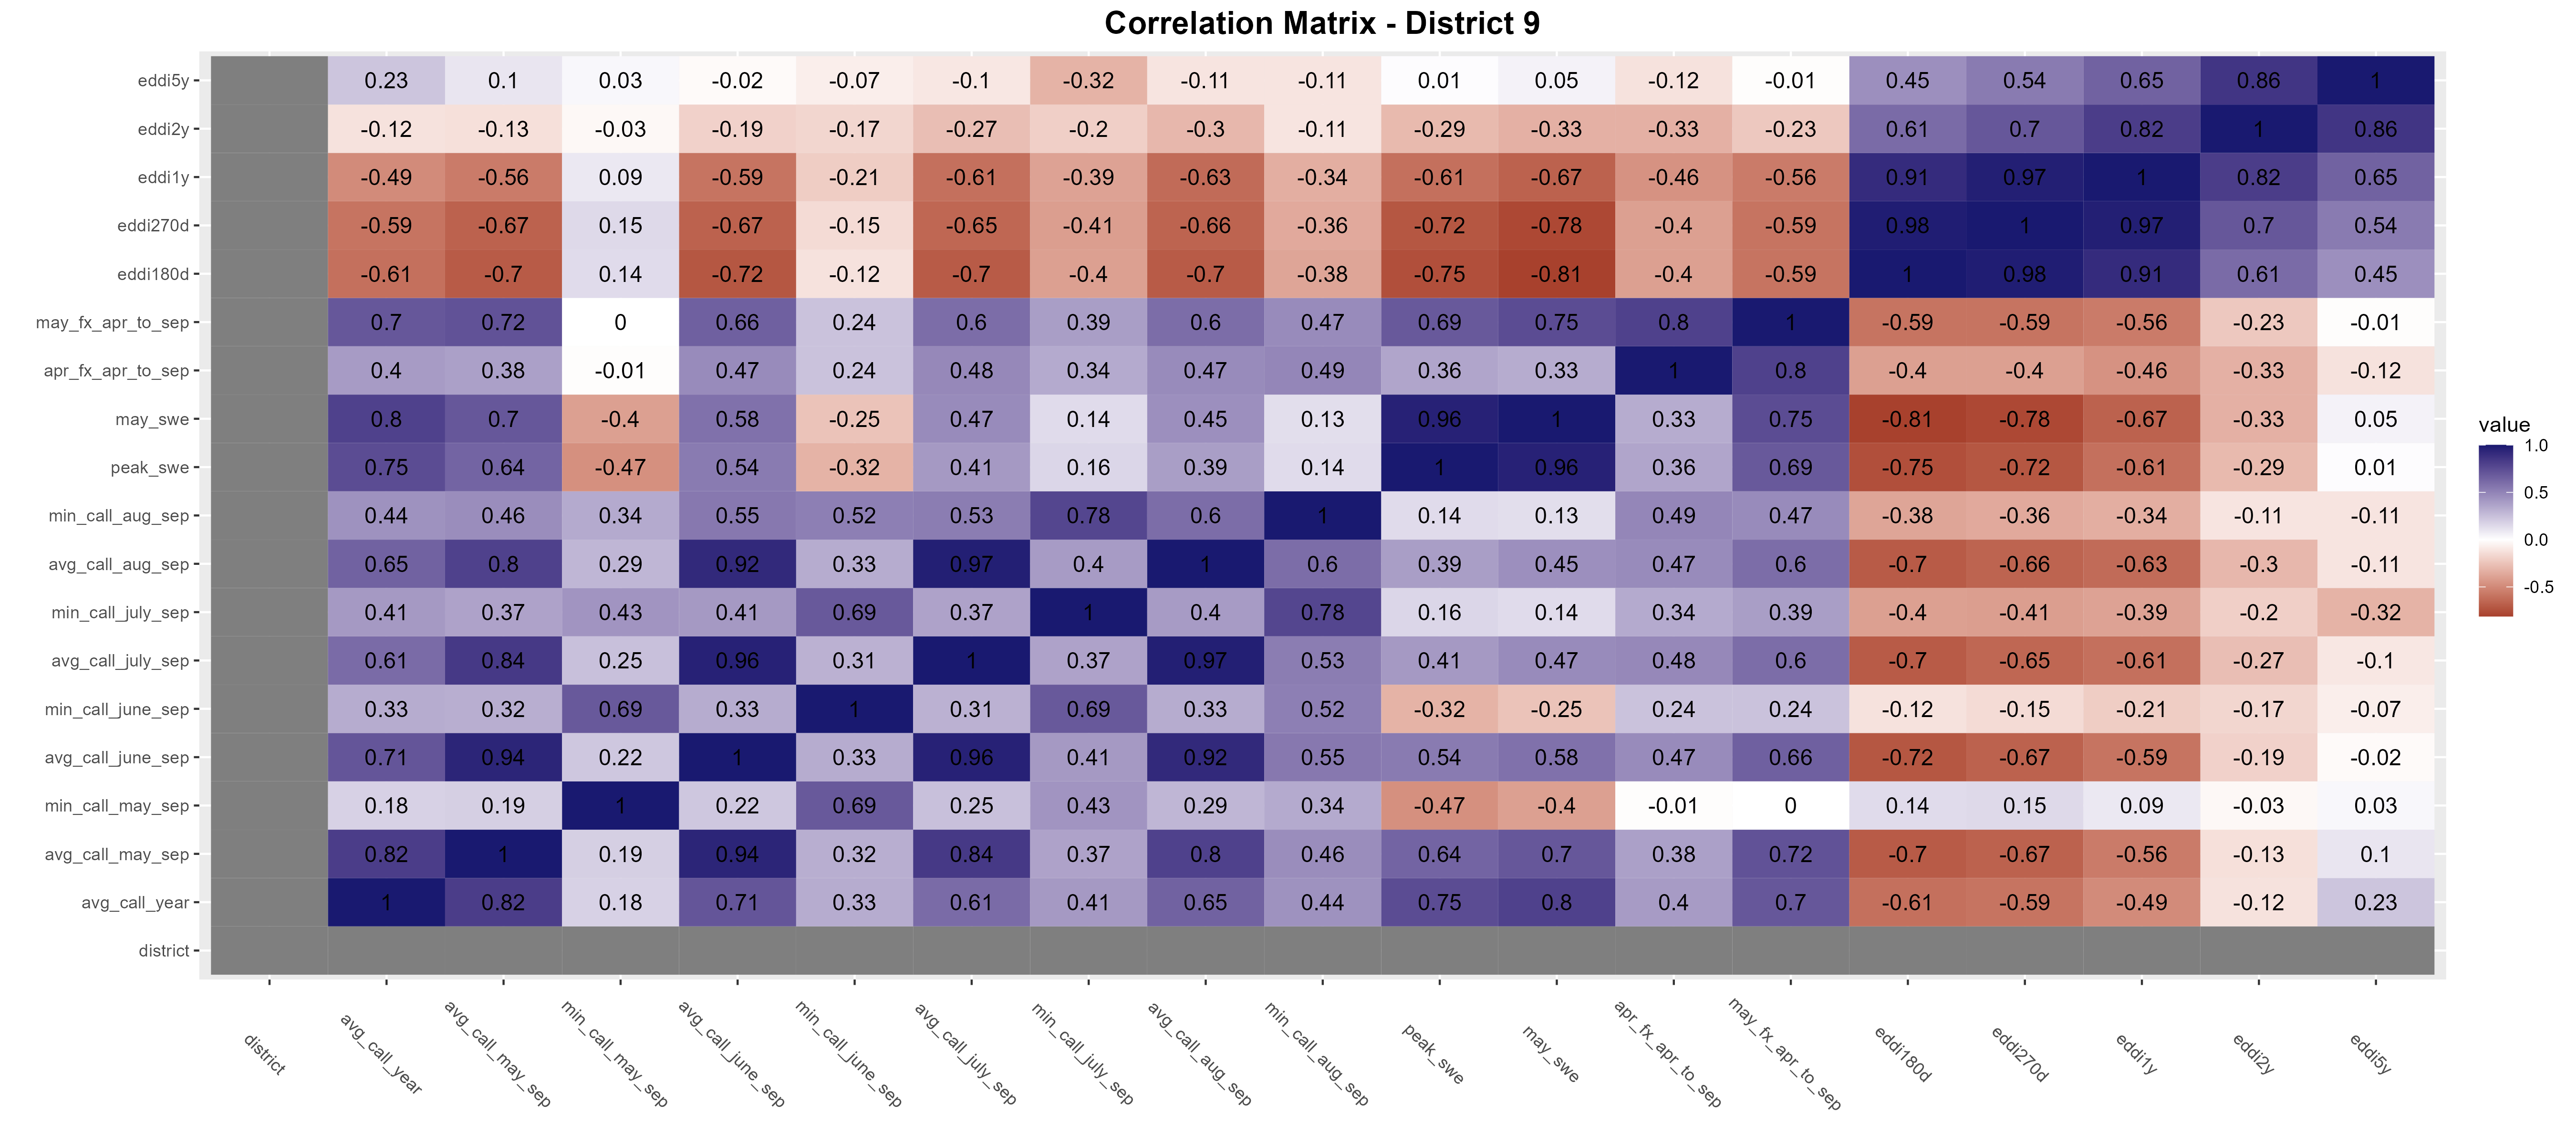 Correlation Matrix - District 9
eddi5y 0.23 0.1 0.03 -0.02 -0.07 -0.1 -0.32 -0.11 -0.11 0.01 0.05 -0.12 -0.01 0.45 0.54 0.65 0.86 1
eddi2y -0.12 -0.13 -0.03 -0.19 -0.17 -0.27 -0.2 -0.3 -0.11 -0.29 -0.33 -0.33 -0.23 0.61 0.7 0.82 1 0.86
eddi1y -0.49 -0.56 0.09 -0.59 -0.21 -0.61 -0.39 -0.63 -0.34 -0.61 -0.67 -0.46 -0.56 0.91 0.97 1 0.82 0.65
eddi270d -0.59 -0.67 0.15 -0.67 -0.15 -0.65 -0.41 -0.66 -0.36 -0.72 -0.78 -0.4 -0.59 0.98 1 0.97 0.7 0.54
eddi180d -0.61 -0.7 0.14 -0.72 -0.12 -0.7 -0.4 -0.7 -0.38 -0.75 -0.81 -0.4 -0.59 1 0.98 0.91 0.61 0.45
may_fx_apr_to_sep 0.7 0.72 0 0.66 0.24 0.6 0.39 0.6 0.47 0.69 0.75 0.8 1 -0.59 -0.59 -0.56 -0.23 -0.01
apr_fx_apr_to_sep 0.4 0.38 -0.01 0.47 0.24 0.48 0.34 0.47 0.49 0.36 0.33 1 0.8 -0.4 -0.4 -0.46 -0.33 -0.12
may_swe 0.8 0.7 -0.4 0.58 -0.25 0.47 0.14 0.45 0.13 0.96 1 0.33 0.75 -0.81 -0.78 -0.67 -0.33 0.05
peak_swe 0.75 0.64 -0.47 0.54 -0.32 0.41 0.16 0.39 0.14 1 0.96 0.36 0.69 -0.75 -0.72 -0.61 -0.29 0.01
min_call_aug_sep 0.44 0.46 0.34 0.55 0.52 0.53 0.78 0.6 1 0.14 0.13 0.49 0.47 -0.38 -0.36 -0.34 -0.11 -0.11
avg_call_aug_sep 0.65 0.8 0.29 0.92 0.33 0.97 0.4 1 0.6 0.39 0.45 0.47 0.6 -0.7 -0.66 -0.63 -0.3 -0.11
min_call_july_sep 0.41 0.37 0.43 0.41 0.69 0.37 1 0.4 0.78 0.16 0.14 0.34 0.39 -0.4 -0.41 -0.39 -0.2 -0.32
avg_call_july_sep 0.61 0.84 0.25 0.96 0.31 1 0.37 0.97 0.53 0.41 0.47 0.48 0.6 -0.7 -0.65 -0.61 -0.27 -0.1
min_call_june_sep 0.33 0.32 0.69 0.33 1 0.31 0.69 0.33 0.52 -0.32 -0.25 0.24 0.24 -0.12 -0.15 -0.21 -0.17 -0.07
avg_call_june_sep 0.71 0.94 0.22 1 0.33 0.96 0.41 0.92 0.55 0.54 0.58 0.47 0.66 -0.72 -0.67 -0.59 -0.19 -0.02
min_call_may_sep 0.18 0.19 1 0.22 0.69 0.25 0.43 0.29 0.34 -0.47 -0.4 -0.01 0 0.14 0.15 0.09 -0.03 0.03
avg_call_may_sep 0.82 1 0.19 0.94 0.32 0.84 0.37 0.8 0.46 0.64 0.7 0.38 0.72 -0.7 -0.67 -0.56 -0.13 0.1
avg_call_year 1 0.82 0.18 0.71 0.33 0.61 0.41 0.65 0.44 0.75 0.8 0.4 0.7 -0.61 -0.59 -0.49 -0.12 0.23
district
district avg_call_year avg_call_may_sep min_call_may_sep avg_call_june_sep min_call_june_sep avg_call_july_sep min_call_july_sep avg_call_aug_sep min_call_aug_sep peak_swe may_swe apr_fx_apr_to_sep may_fx_apr_to_sep eddi180d eddi270d eddi1y eddi2y eddi5y
value
1.0
0.5
0.0
-0.5